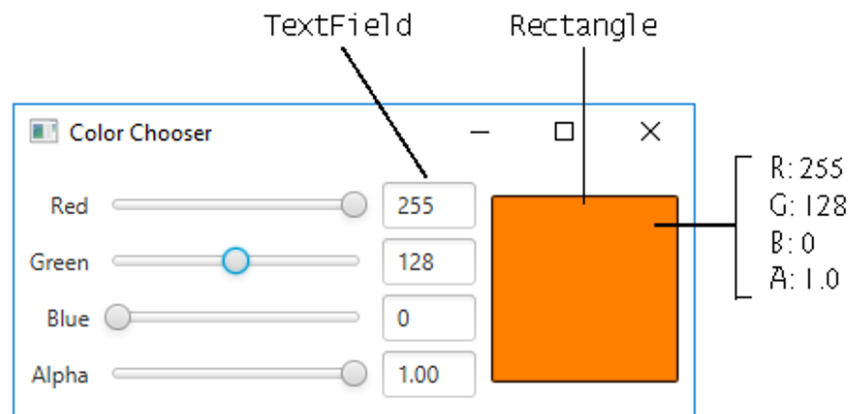 TextField
Rectangle
Color Chooser
Red 255
Green 128
Blue 0
Alpha 1.00
R: 255
G: 128
B: 0
A: 1.0